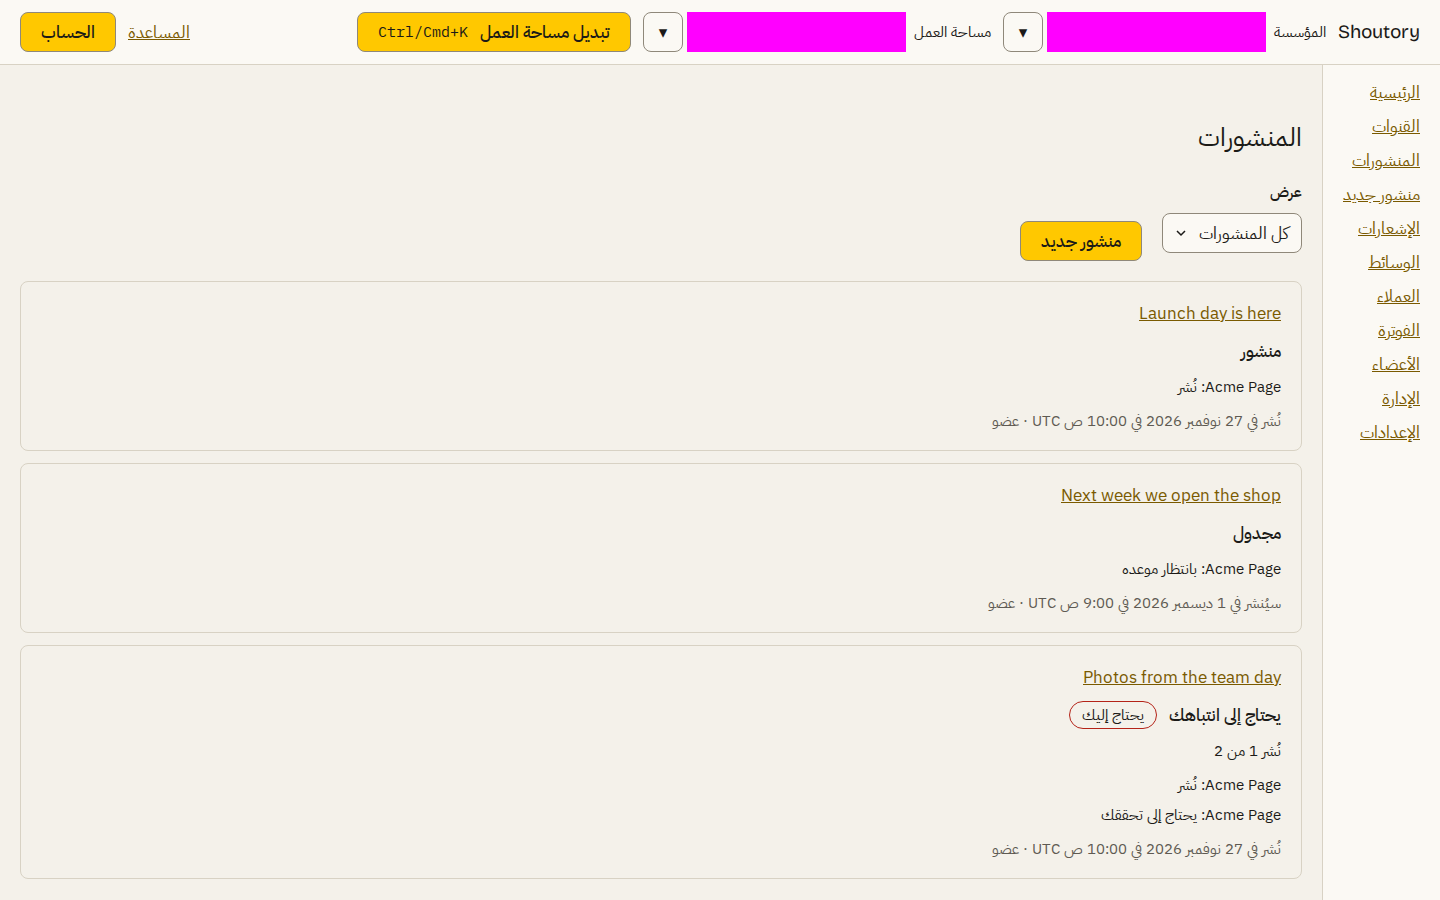 Shoutory
المؤسسة
▼
مساحة العمل
▼
تبديل مساحة العمل Ctrl/Cmd+K
المساعدة
الحساب
الرئيسية
القنوات
المنشورات
منشور جديد
الإشعارات
الوسائط
العملاء
الفوترة
الأعضاء
الإدارة
الإعدادات
المنشورات
عرض
كل المنشورات
منشور جديد
Launch day is here
منشور
Acme Page: نُشر
نُشر في 27 نوفمبر 2026 في 10:00 ص UTC · عضو
Next week we open the shop
مجدول
Acme Page: بانتظار موعده
سيُنشر في 1 ديسمبر 2026 في 9:00 ص UTC · عضو
Photos from the team day
يحتاج إلى انتباهك يحتاج إليك
نُشر 1 من 2
Acme Page: نُشر
Acme Page: يحتاج إلى تحققك
نُشر في 27 نوفمبر 2026 في 10:00 ص UTC · عضو